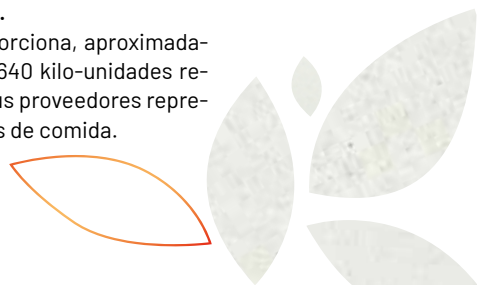 .
orciona, aproximada-
640 kilo-unidades re-
us proveedores repre-
s de comida.